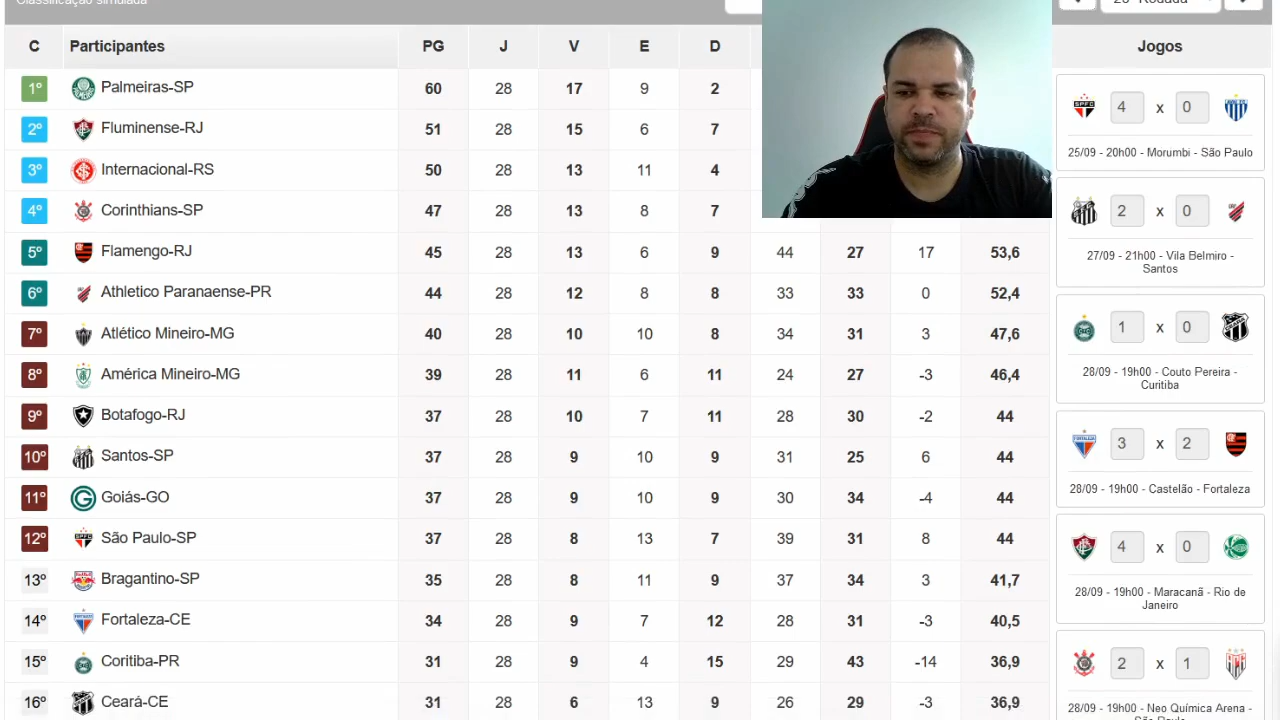 Classificação simulada
C Participantes PG J V E D
1º Palmeiras-SP 60 28 17 9 2
2º Fluminense-RJ 51 28 15 6 7
3º Internacional-RS 50 28 13 11 4
4º Corinthians-SP 47 28 13 8 7
5º Flamengo-RJ 45 28 13 6 9 44 27 17 53,6
6º Athletico Paranaense-PR 44 28 12 8 8 33 33 0 52,4
7º Atlético Mineiro-MG 40 28 10 10 8 34 31 3 47,6
8º América Mineiro-MG 39 28 11 6 11 24 27 -3 46,4
9º Botafogo-RJ 37 28 10 7 11 28 30 -2 44
10º Santos-SP 37 28 9 10 9 31 25 6 44
11º Goiás-GO 37 28 9 10 9 30 34 -4 44
12º São Paulo-SP 37 28 8 13 7 39 31 8 44
13º Bragantino-SP 35 28 8 11 9 37 34 3 41,7
14º Fortaleza-CE 34 28 9 7 12 28 31 -3 40,5
15º Coritiba-PR 31 28 9 4 15 29 43 -14 36,9
16º Ceará-CE 31 28 6 13 9 26 29 -3 36,9
Jogos
4 x 0
25/09 - 20h00 - Morumbi - São Paulo
2 x 0
27/09 - 21h00 - Vila Belmiro -
Santos
1 x 0
28/09 - 19h00 - Couto Pereira -
Curitiba
3 x 2
28/09 - 19h00 - Castelão - Fortaleza
4 x 0
28/09 - 19h00 - Maracanã - Rio de
Janeiro
2 x 1
28/09 - 19h00 - Neo Química Arena -
São Paulo